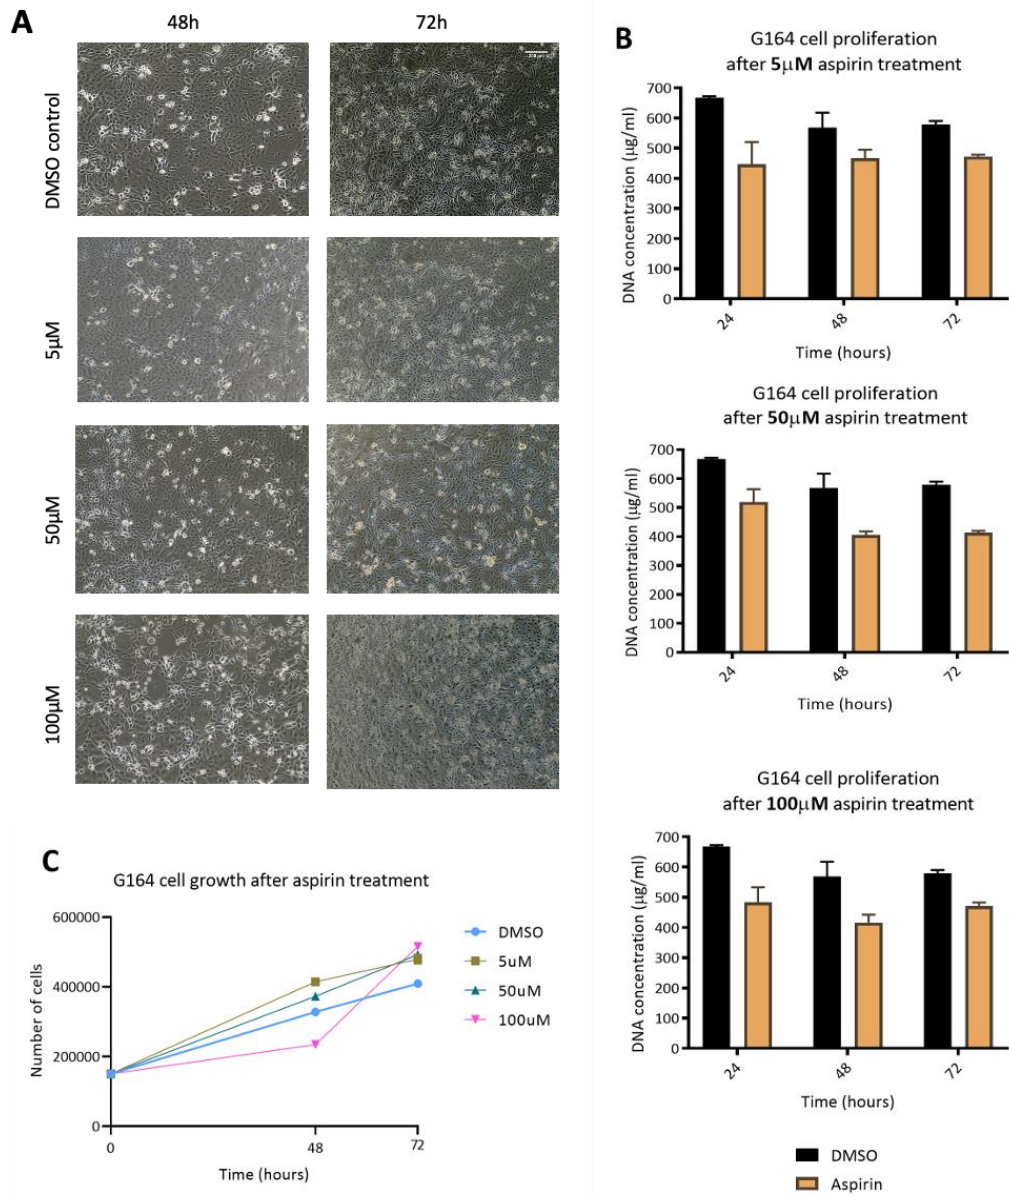 A
48h
72h
DMSO control
5µM
50µM
100µM
B
G164 cell proliferation
after 5µM aspirin treatment
DNA concentration (µg/ml)
700
600
500
400
300
200
100
0
24
48
72
Time (hours)
G164 cell proliferation
after 50µM aspirin treatment
DNA concentration (µg/ml)
700
600
500
400
300
200
100
0
24
48
72
Time (hours)
G164 cell proliferation
after 100µM aspirin treatment
DNA concentration (µg/ml)
700
600
500
400
300
200
100
0
24
48
72
Time (hours)
DMSO
Aspirin
C
G164 cell growth after aspirin treatment
Number of cells
600000
400000
200000
0
0
48
72
Time (hours)
DMSO
5uM
50uM
100uM